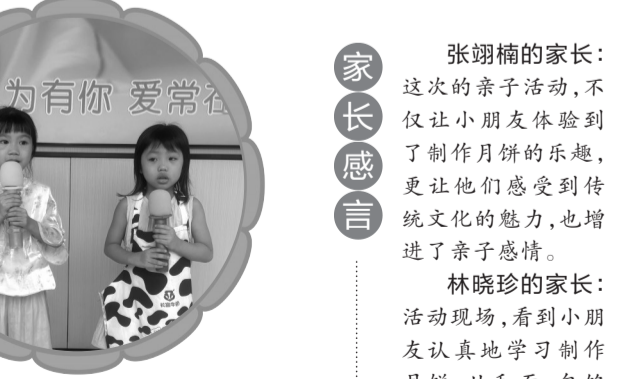 为有你 爱常在
家长感言
张翊楠的家长：
这次的亲子活动，不
仅让小朋友体验到
了制作月饼的乐趣，
更让他们感受到传
统文化的魅力，也增
进了亲子感情。
林晓珍的家长：
活动现场，看到小朋
友认真地学习制作